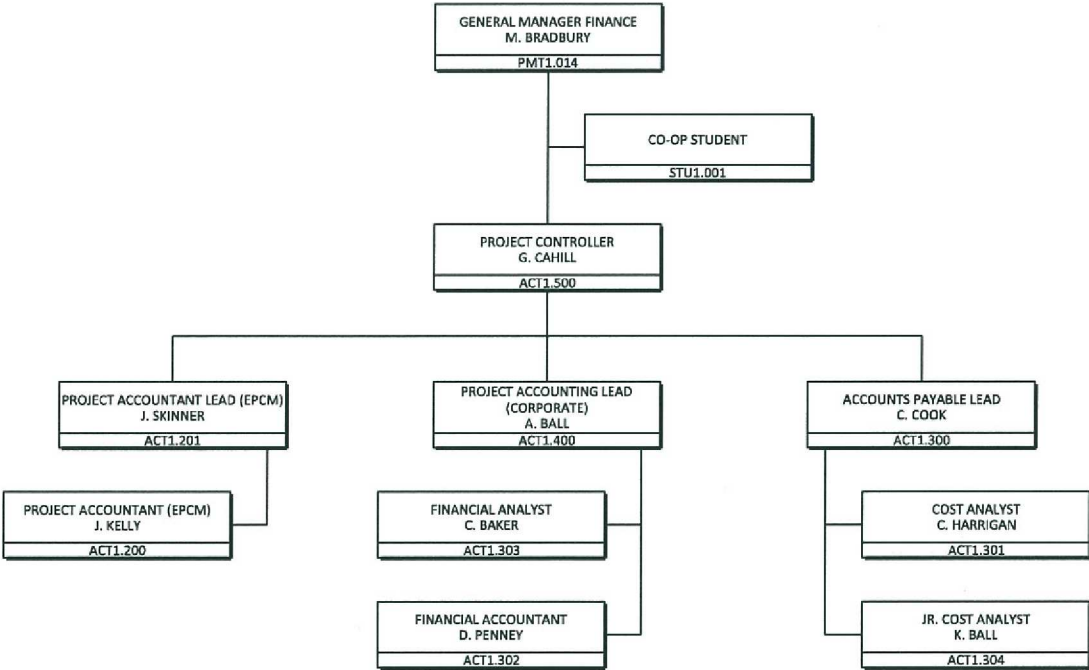 GENERAL MANAGER FINANCE
M. BRADBURY
PMT1.014
CO-OP STUDENT
STU1.001
PROJECT CONTROLLER
G. CAHILL
ACT1.500
PROJECT ACCOUNTANT LEAD (EPCM)
J. SKINNER
ACT1.201
PROJECT ACCOUNTING LEAD
(CORPORATE)
A. BALL
ACT1.400
ACCOUNTS PAYABLE LEAD
C. COOK
ACT1.300
PROJECT ACCOUNTANT (EPCM)
J. KELLY
ACT1.200
FINANCIAL ANALYST
C. BAKER
ACT1.303
COST ANALYST
C. HARRIGAN
ACT1.301
FINANCIAL ACCOUNTANT
D. PENNEY
ACT1.302
JR. COST ANALYST
K. BALL
ACT1.304